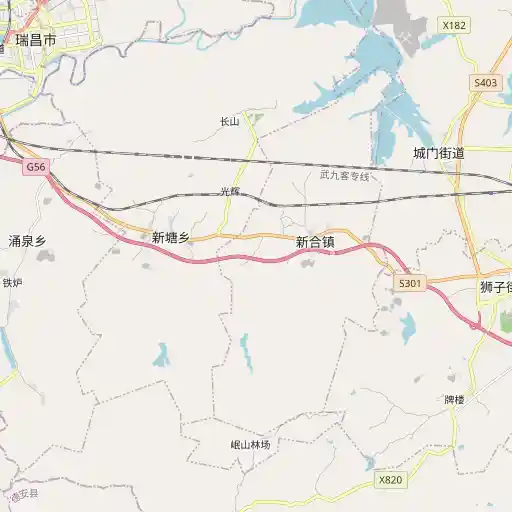 X182
瑞昌市
道
S403
长山
城门街道
G56
武九客专线
光辉
新塘乡
新合镇
涌泉乡
铁炉
S301
狮子街
牌楼
岷山林场
X820
德安县